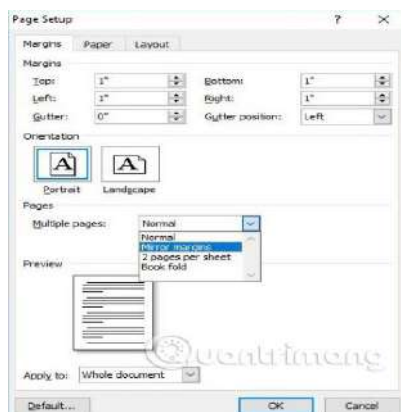 Page Setup ? ×
Margins Paper Layout
Margins
Top: 1" Bottom: 1"
Left: 1" Right: 1"
Gutter: 0" Gutter position: Left
Orientation
Portrait Landscape
Pages
Multiple pages: Normal
Normal
Mirror margins
2 pages per sheet
Book fold
Preview
Quantrimang
Apply to: Whole document
Default... OK Cancel